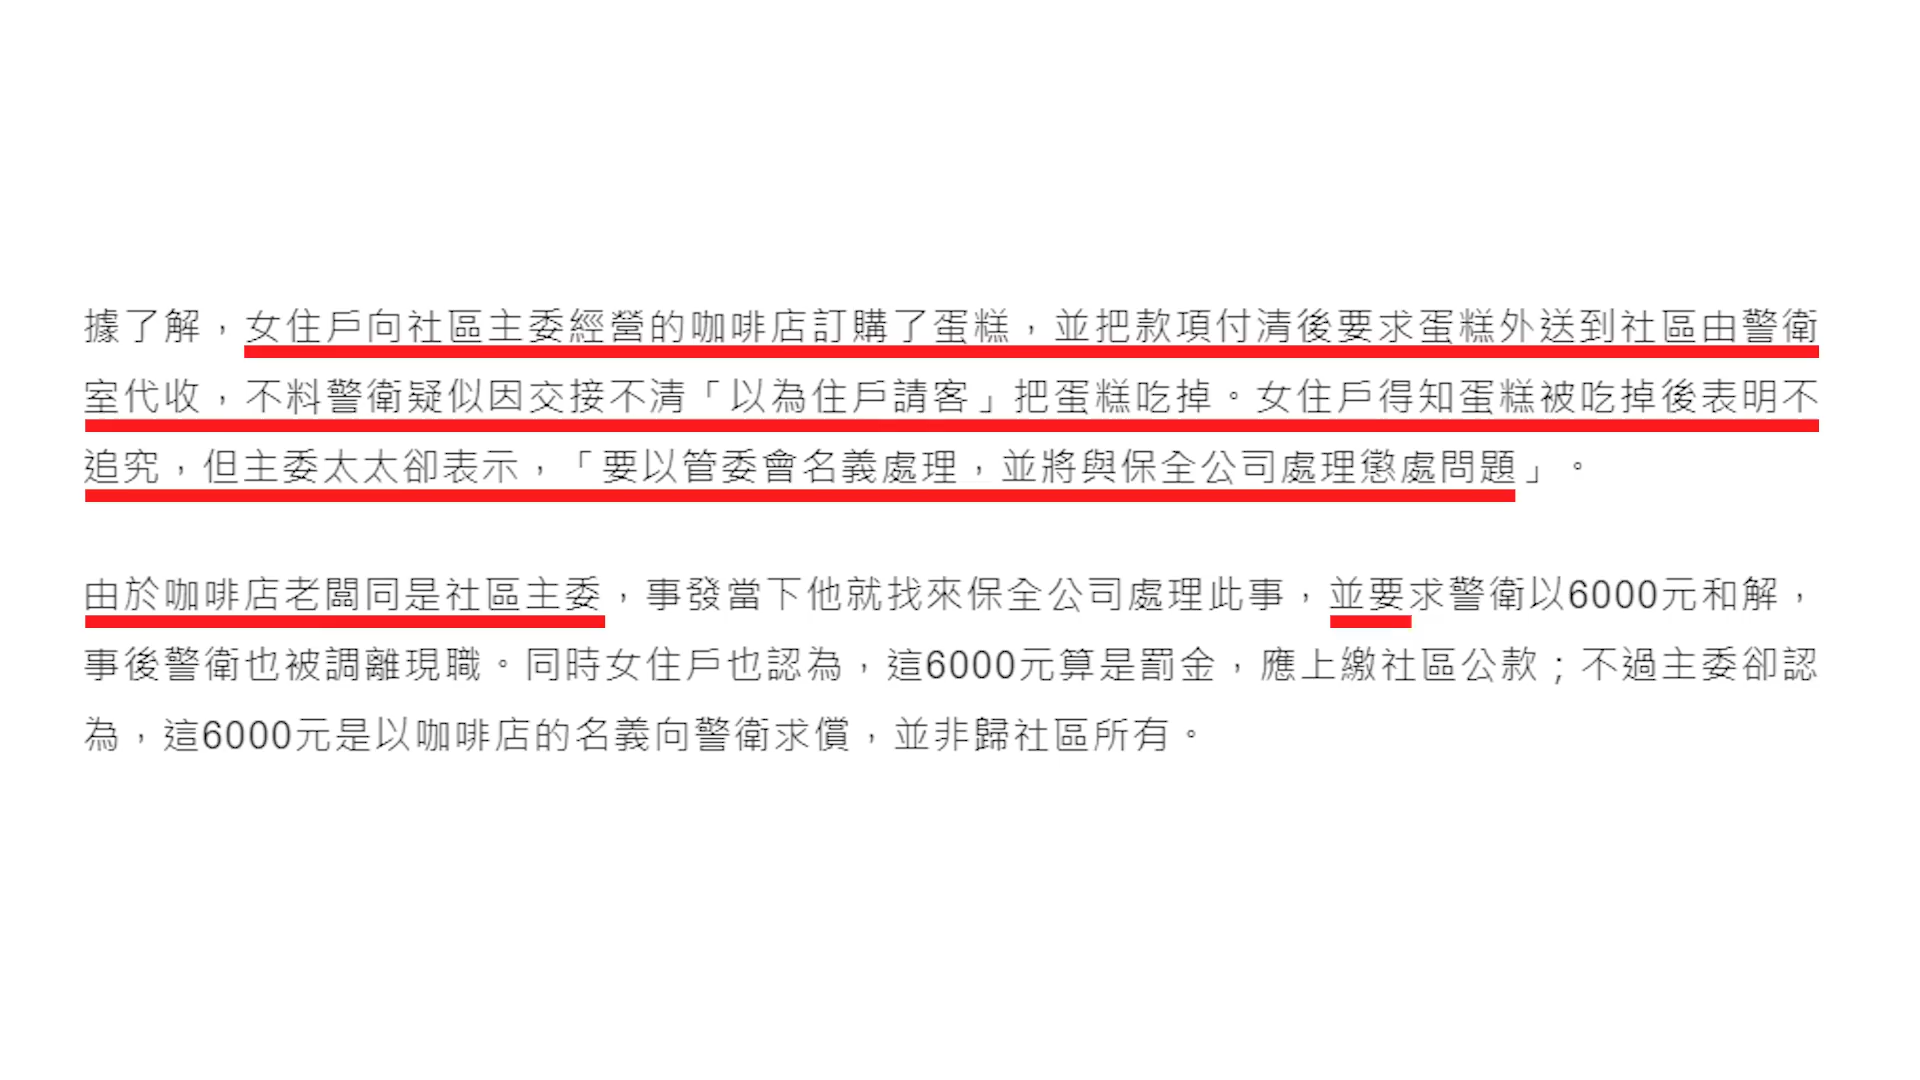 據了解，女住戶向社區主委經營的咖啡店訂購了蛋糕，並把款項付清後要求蛋糕外送到社區由警衛
室代收，不料警衛疑似因交接不清「以為住戶請客」把蛋糕吃掉。女住戶得知蛋糕被吃掉後表明不
追究，但主委太太卻表示，「要以管委會名義處理，並將與保全公司處理懲處問題」。
由於咖啡店老闆同是社區主委，事發當下他就找來保全公司處理此事，並要求警衛以6000元和解，
事後警衛也被調離現職。同時女住戶也認為，這6000元算是罰金，應上繳社區公款；不過主委卻認
為，這6000元是以咖啡店的名義向警衛求償，並非歸社區所有。